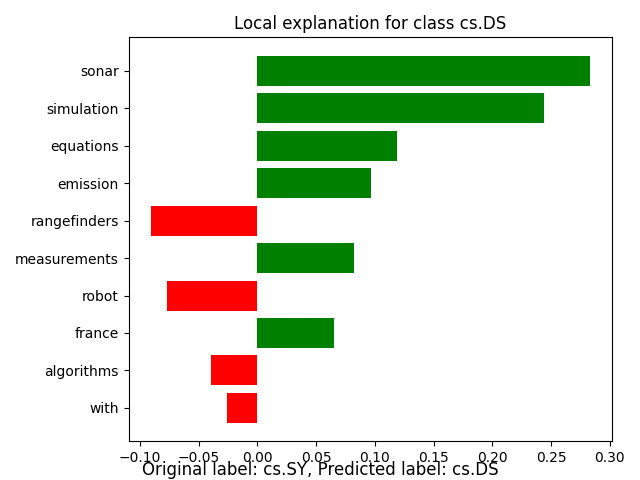 Local explanation for class cs.DS
sonar
simulation
equations
emission
rangefinders
measurements
robot
france
algorithms
with
−0.10 −0.05 0.00 0.05 0.10 0.15 0.20 0.25 0.30
Original label: cs.SY, Predicted label: cs.DS